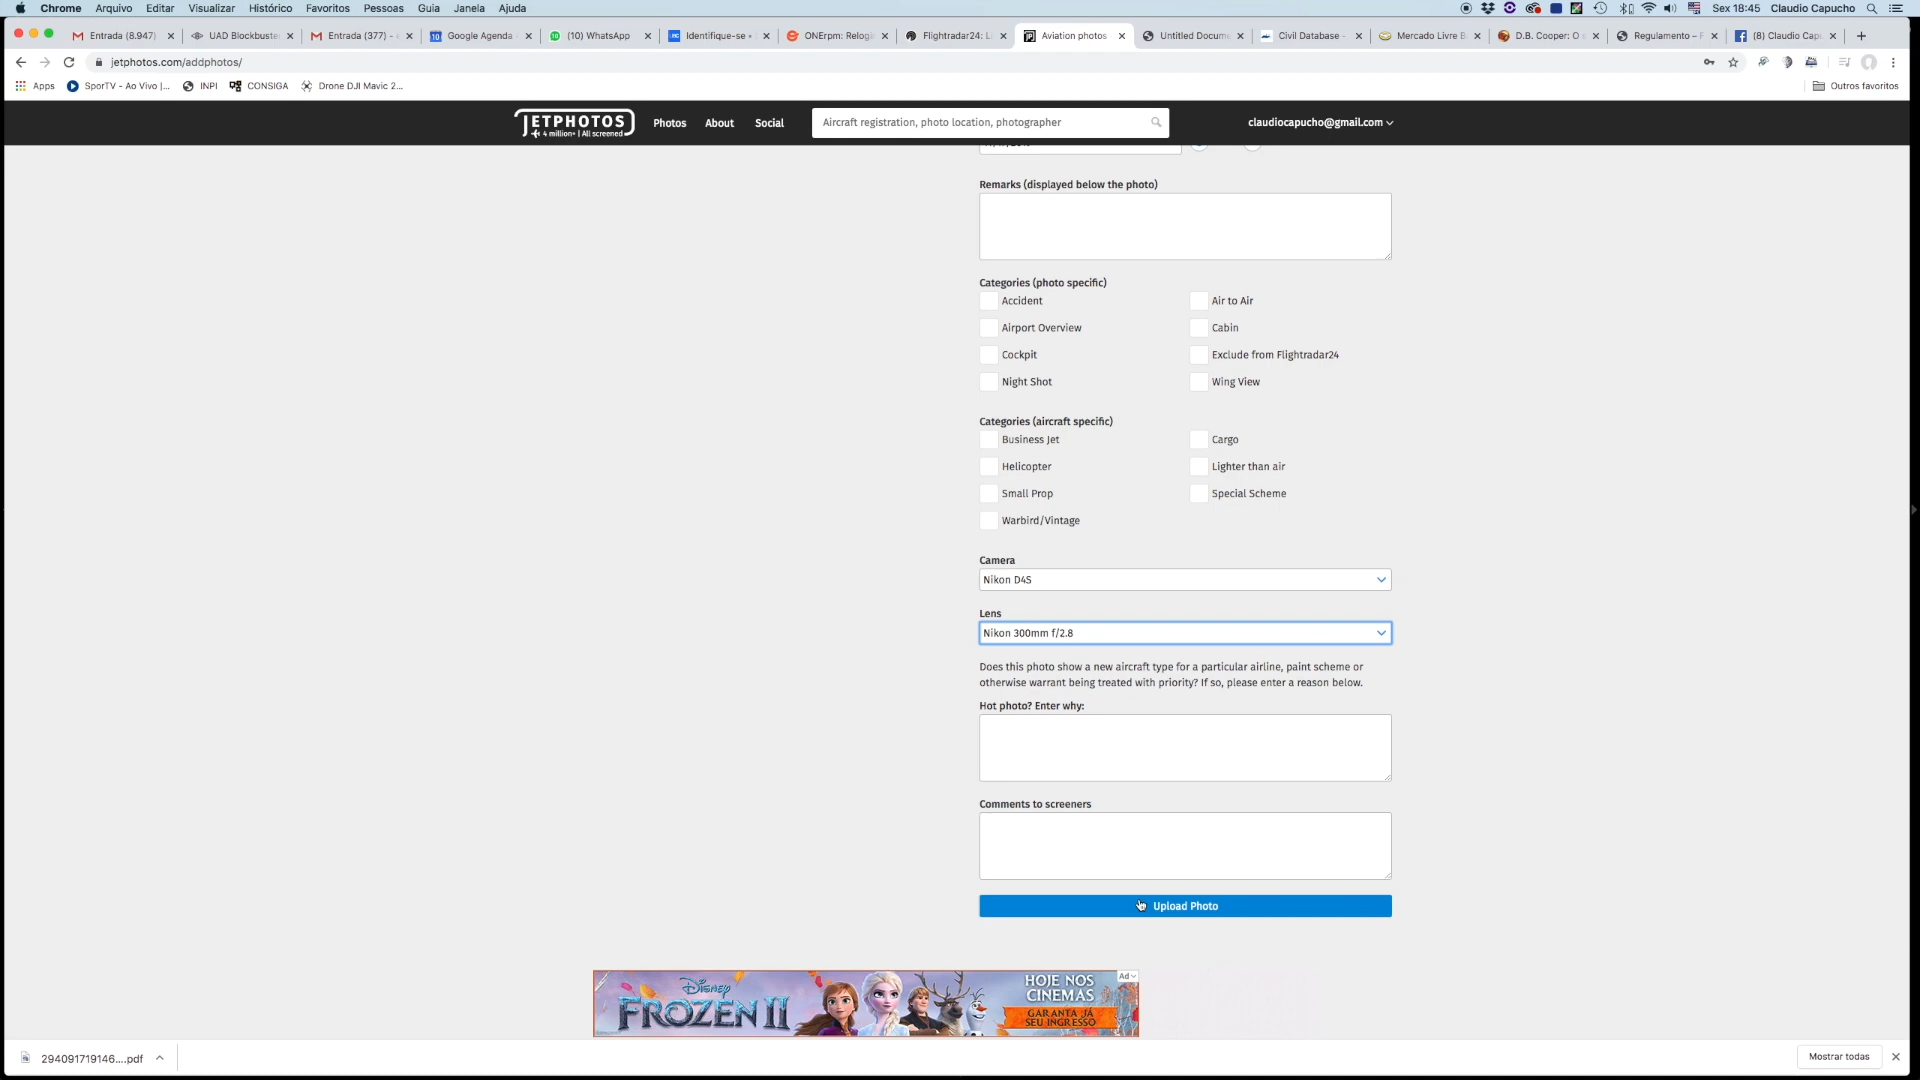 Chrome Arquivo Editar Visualizar Histórico Favoritos Pessoas Guia Janela Ajuda Sex 18:45 Claudio Capucho
Entrada (8.947) UAD Blockbuste Entrada (377) - Google Agenda (10) WhatsApp Identifique-se ONErpm: Relogi Flightradar24: L Aviation photos Untitled Docume Civil Database - Mercado Livre B D.B. Cooper: O s Regulamento – F (8) Claudio Cap
jetphotos.com/addphotos/
Apps SporTV - Ao Vivo |... INPI CONSIGA Drone DJI Mavic 2... Outros favoritos
JETPHOTOS Photos About Social Aircraft registration, photo location, photographer claudiocapucho@gmail.com
4 million+ | All screened
Remarks (displayed below the photo)
Categories (photo specific)
Accident Air to Air
Airport Overview Cabin
Cockpit Exclude from Flightradar24
Night Shot Wing View
Categories (aircraft specific)
Business Jet Cargo
Helicopter Lighter than air
Small Prop Special Scheme
Warbird/Vintage
Camera
Nikon D4S
Lens
Nikon 300mm f/2.8
Does this photo show a new aircraft type for a particular airline, paint scheme or
otherwise warrant being treated with priority? If so, please enter a reason below.
Hot photo? Enter why:
Comments to screeners
Upload Photo
Ad
Disney
FROZEN II
HOJE NOS
CINEMAS
GARANTA JÁ
SEU INGRESSO
294091719146....pdf Mostrar todas